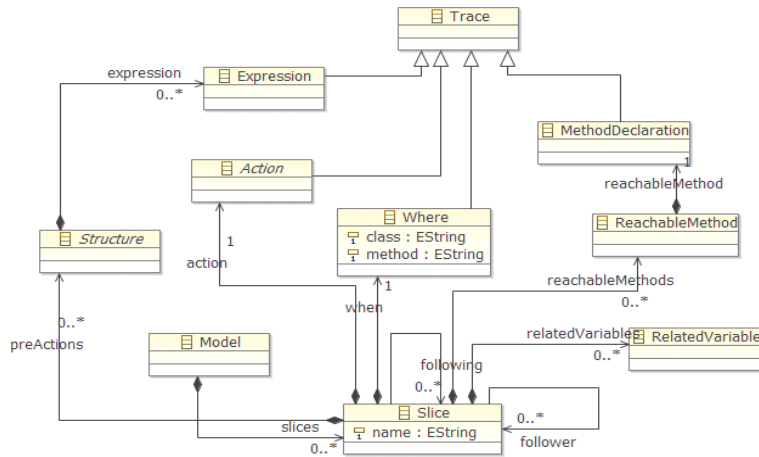 Trace
expression
Expression
0..*
MethodDeclaration
Action
1
reachableMethod
Where
class : EString
method : EString
ReachableMethod
Structure
1
action
1
when
reachableMethods
0..*
0..*
preActions
Model
following
0..*
relatedVariables
0..*
RelatedVariable
Slice
name : EString
slices
0..*
0..*
follower